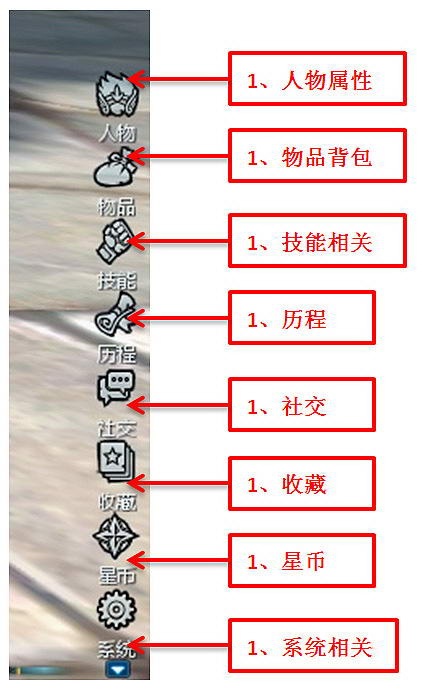 人物
1、人物属性
物品
1、物品背包
技能
1、技能相关
历程
1、历程
社交
1、社交
收藏
1、收藏
星币
1、星币
系统
1、系统相关